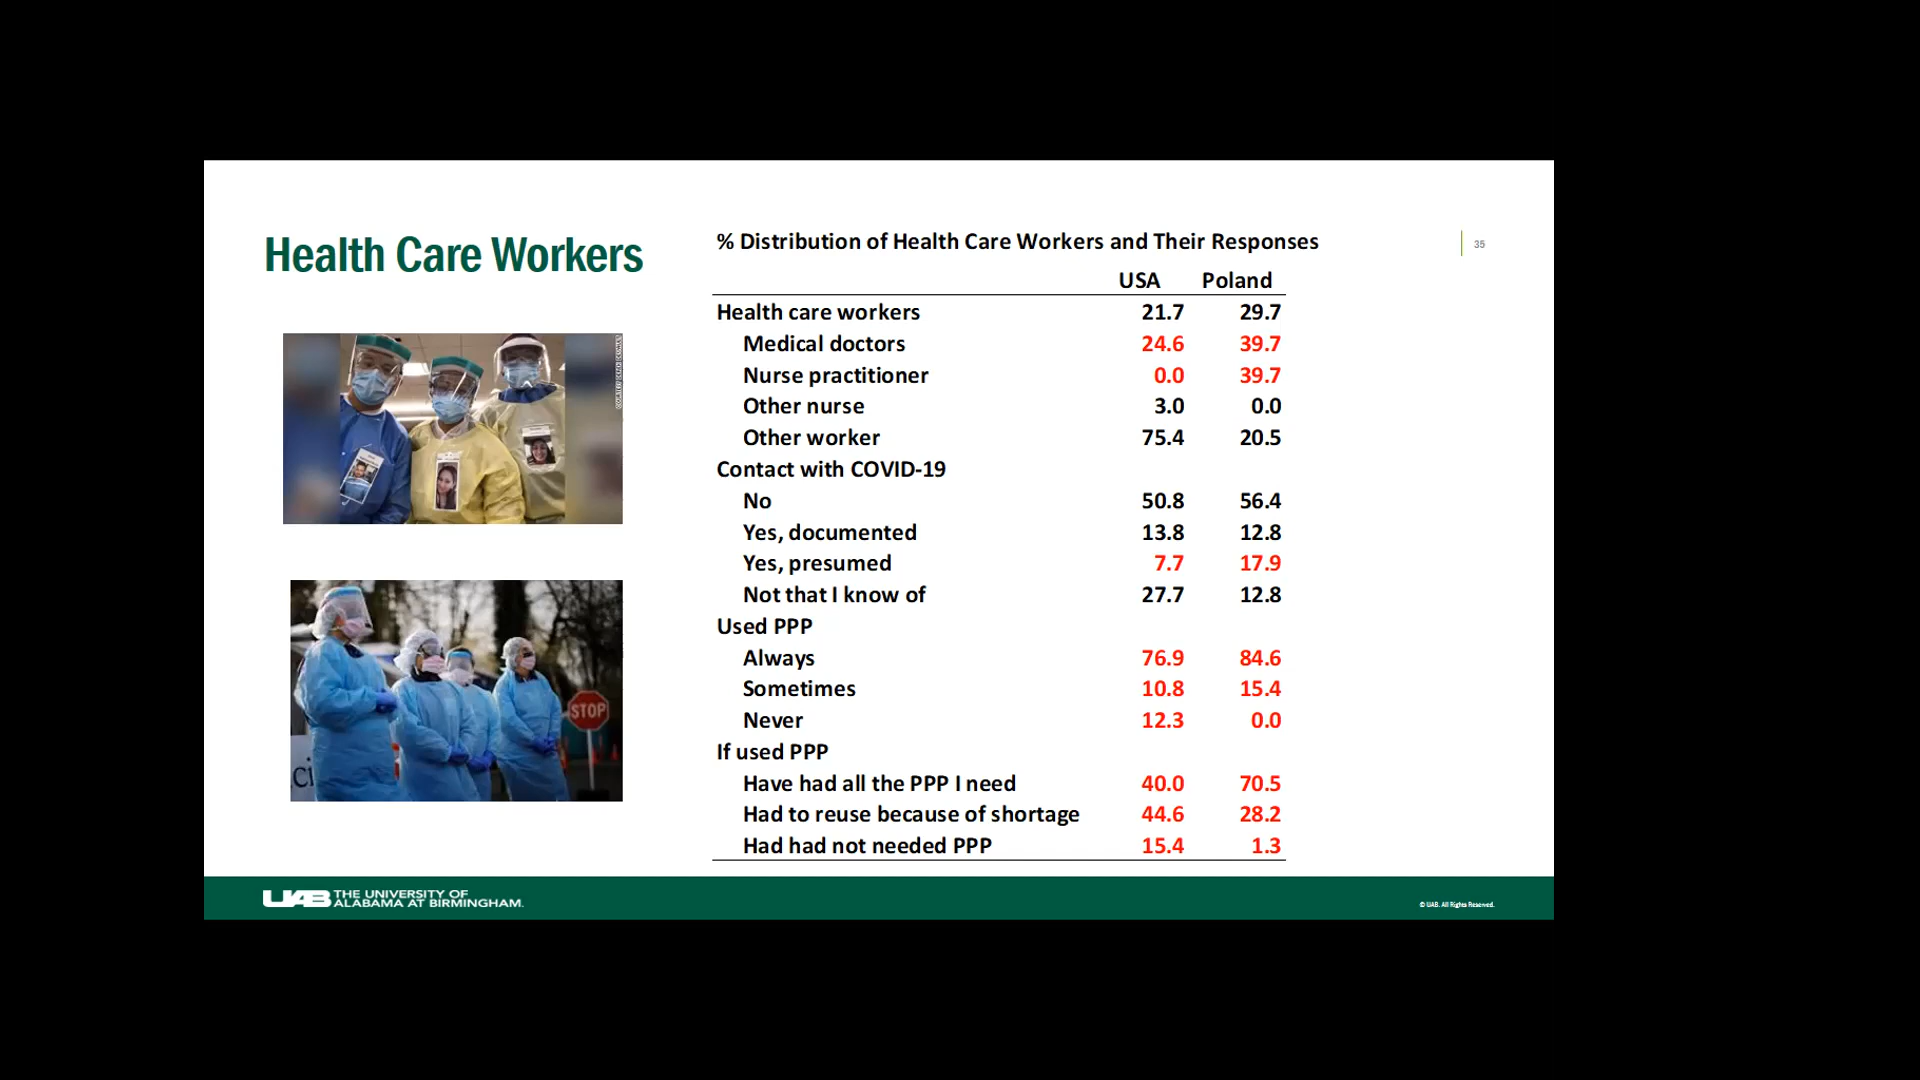 Health Care Workers
% Distribution of Health Care Workers and Their Responses
35
USA Poland
Health care workers 21.7 29.7
Medical doctors 24.6 39.7
Nurse practitioner 0.0 39.7
Other nurse 3.0 0.0
Other worker 75.4 20.5
Contact with COVID-19
No 50.8 56.4
Yes, documented 13.8 12.8
Yes, presumed 7.7 17.9
Not that I know of 27.7 12.8
Used PPP
Always 76.9 84.6
Sometimes 10.8 15.4
Never 12.3 0.0
If used PPP
Have had all the PPP I need 40.0 70.5
Had to reuse because of shortage 44.6 28.2
Had had not needed PPP 15.4 1.3
STOP
UAB THE UNIVERSITY OF
ALABAMA AT BIRMINGHAM.
© UAB. All Rights Reserved.